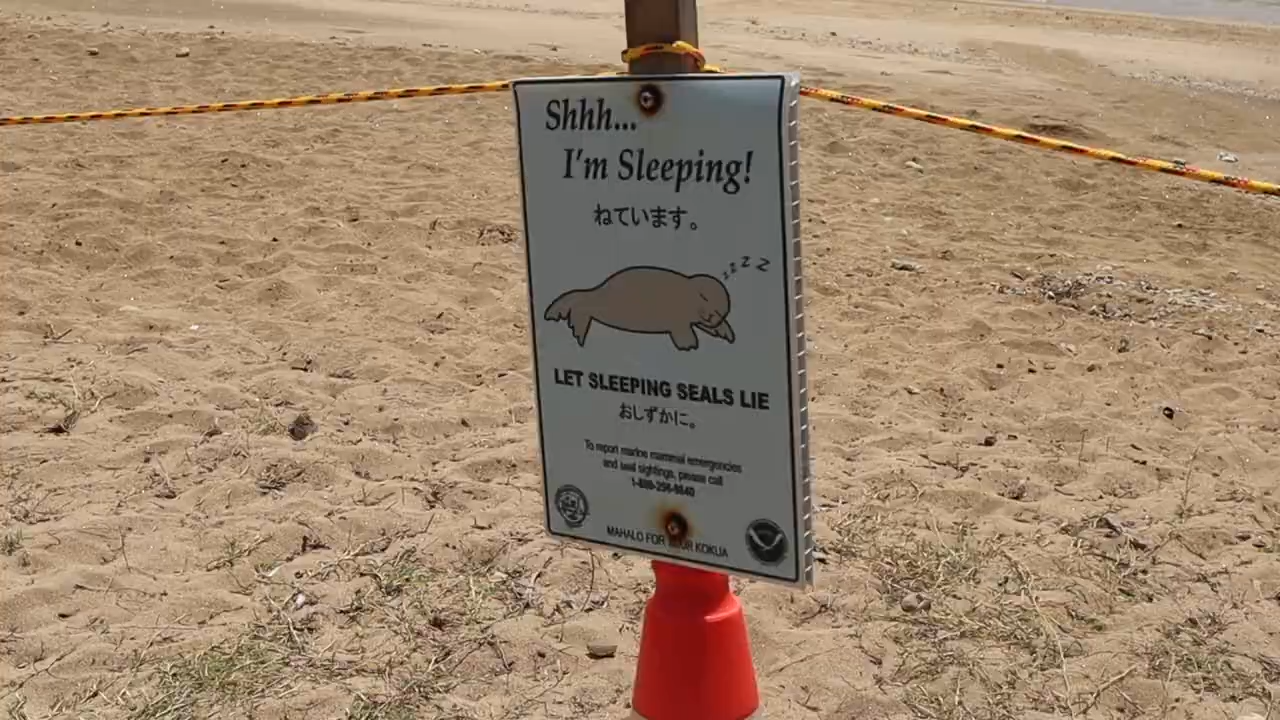 Shhh...
I'm Sleeping!
ねています。
z z z z
LET SLEEPING SEALS LIE
おしずかに。
To report marine mammal emergencies
and seal sightings, please call
MAHALO FOR KOKUA